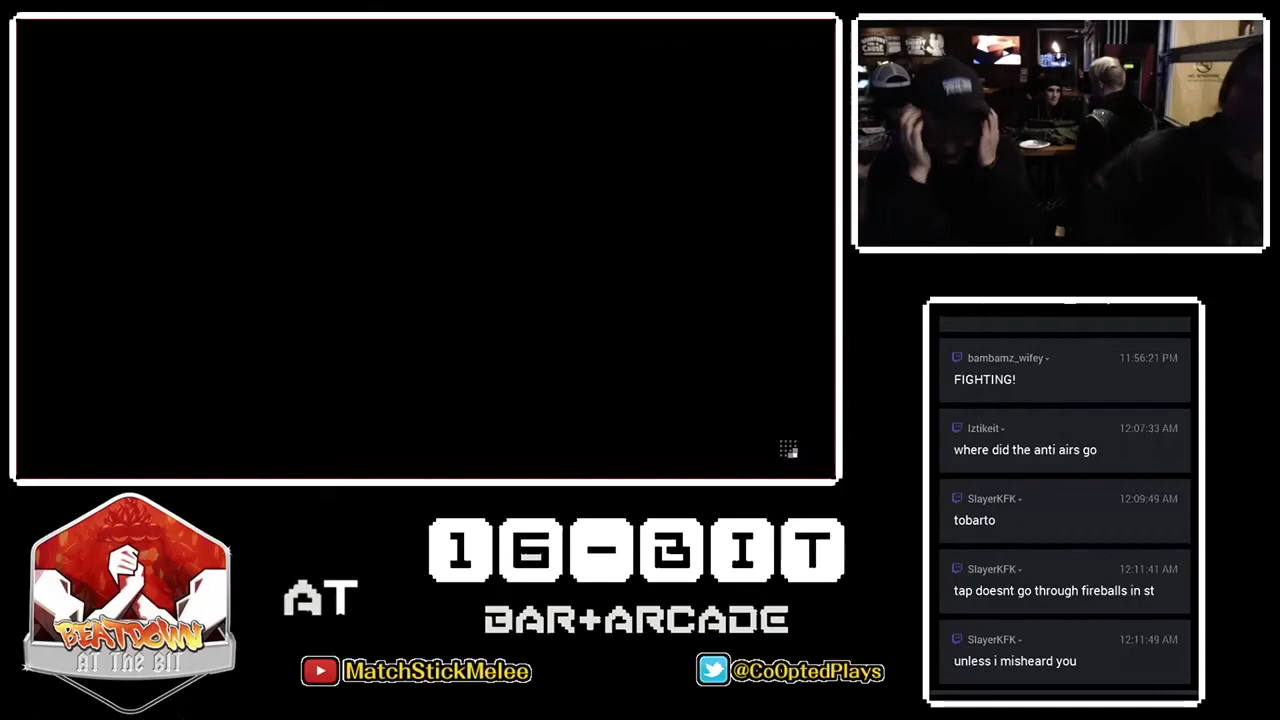 bambamz_wifey
11:56:21 PM
FIGHTING!
Iztikeit
12:07:33 AM
where did the anti airs go
SlayerKFK
12:09:49 AM
tobarto
SlayerKFK
12:11:41 AM
tap doesnt go through fireballs in st
SlayerKFK
12:11:49 AM
unless i misheard you
BEATDOWN
AT THE BIT
AT
16-BIT
BAR+ARCADE
MatchStickMelee
@CoOptedPlays